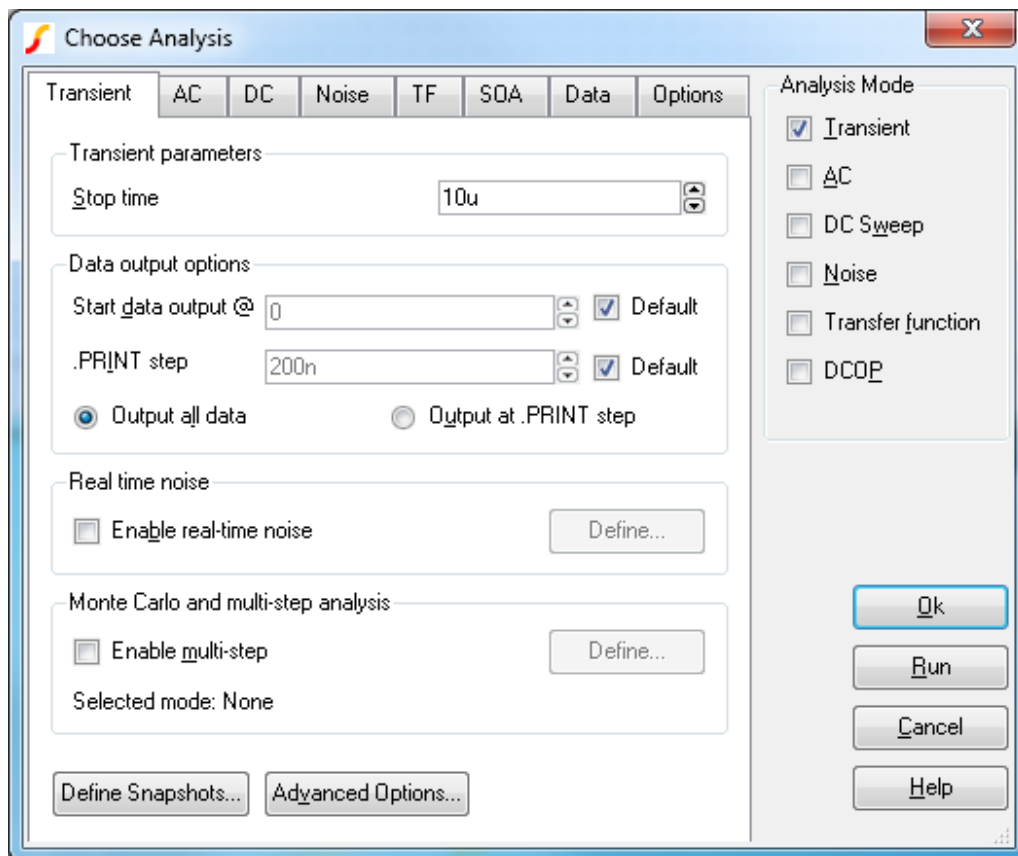 Choose Analysis
Transient AC DC Noise TF SOA Data Options
Transient parameters
Stop time 10u
Data output options
Start data output @ 0 Default
.PRINT step 200n Default
Output all data Output at .PRINT step
Real time noise
Enable real-time noise Define...
Monte Carlo and multi-step analysis
Enable multi-step Define...
Selected mode: None
Define Snapshots... Advanced Options...
Analysis Mode
Transient
AC
DC Sweep
Noise
Transfer function
DCOP
Ok
Run
Cancel
Help